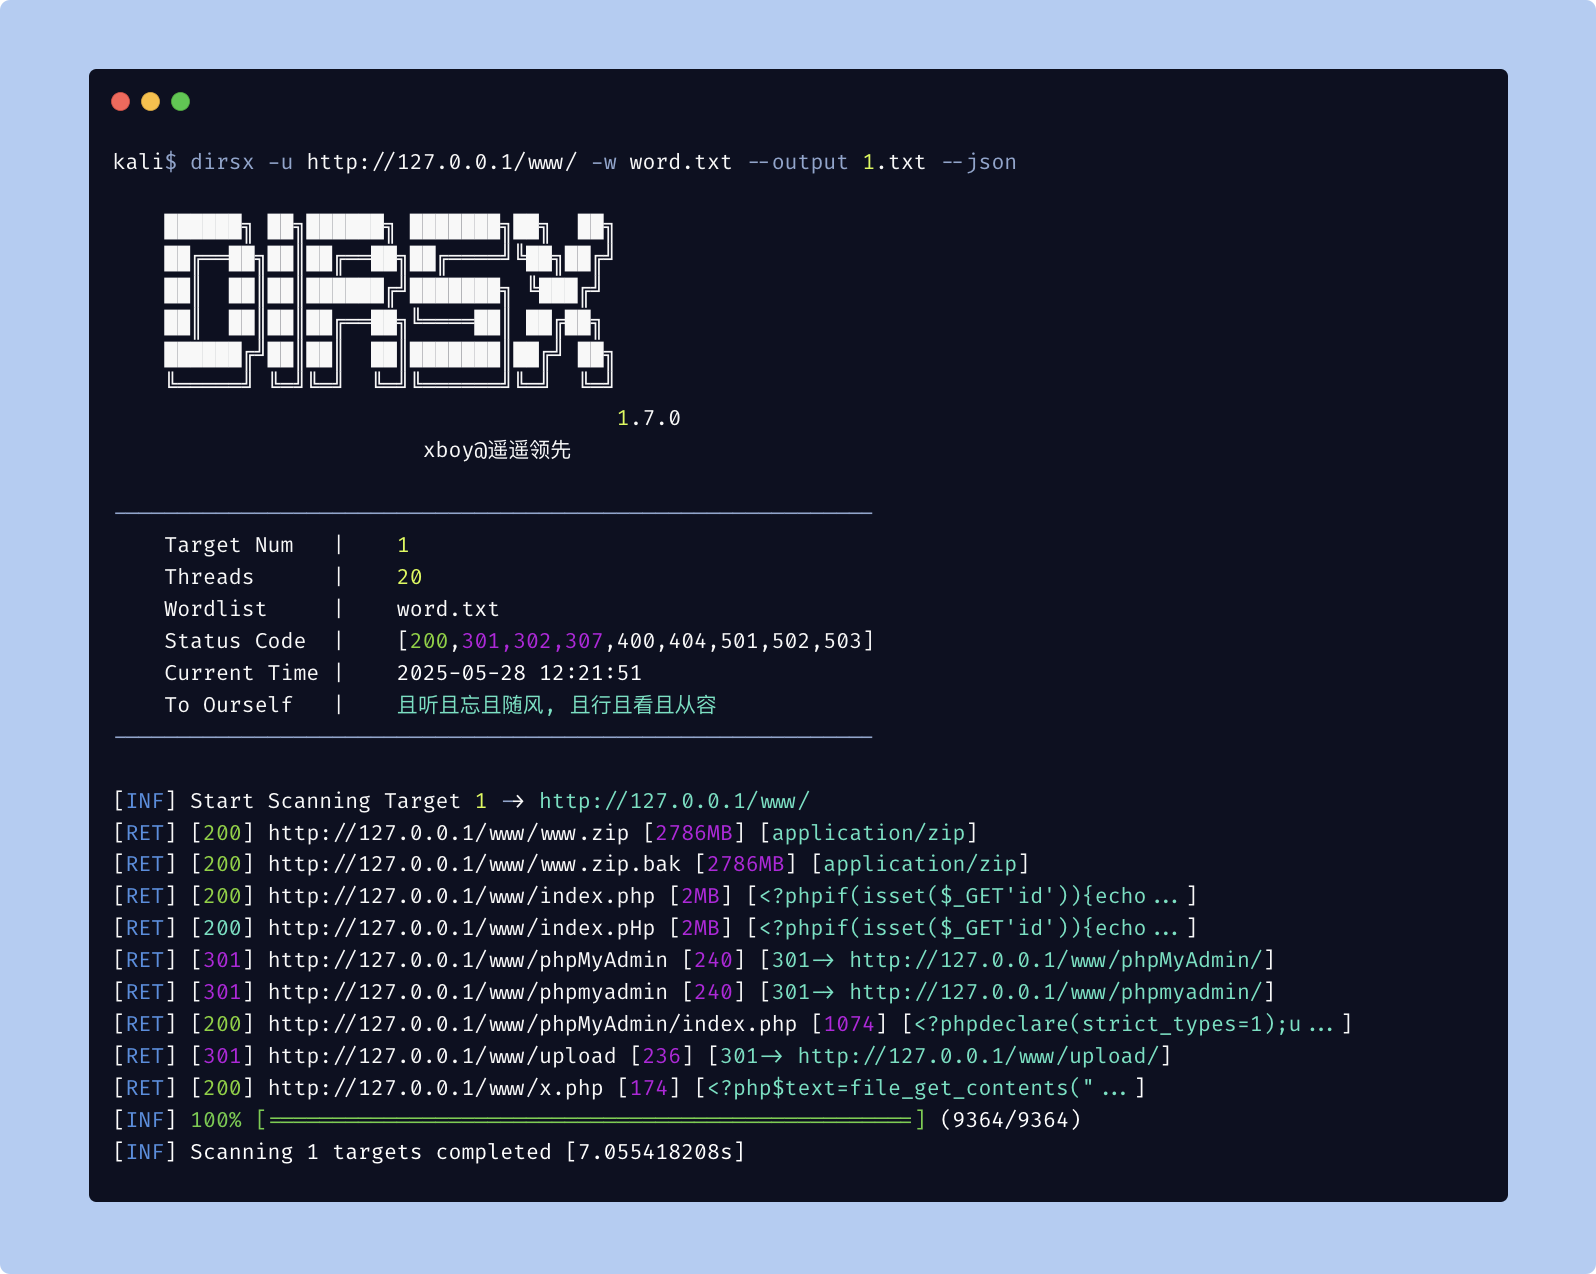 kali$ dirsx -u http://127.0.0.1/www/ -w word.txt --output 1.txt --json
DIRSX
1.7.0
xboy@遥遥领先
Target Num | 1
Threads | 20
Wordlist | word.txt
Status Code | [200,301,302,307,400,404,501,502,503]
Current Time | 2025-05-28 12:21:51
To Ourself | 且听且忘且随风, 且行且看且从容
[INF] Start Scanning Target 1 -> http://127.0.0.1/www/
[RET] [200] http://127.0.0.1/www/www.zip [2786MB] [application/zip]
[RET] [200] http://127.0.0.1/www/www.zip.bak [2786MB] [application/zip]
[RET] [200] http://127.0.0.1/www/index.php [2MB] [<?phpif(isset($_GET'id')){echo...]
[RET] [200] http://127.0.0.1/www/index.pHp [2MB] [<?phpif(isset($_GET'id')){echo...]
[RET] [301] http://127.0.0.1/www/phpMyAdmin [240] [301-> http://127.0.0.1/www/phpMyAdmin/]
[RET] [301] http://127.0.0.1/www/phpmyadmin [240] [301-> http://127.0.0.1/www/phpmyadmin/]
[RET] [200] http://127.0.0.1/www/phpMyAdmin/index.php [1074] [<?phpdeclare(strict_types=1);u...]
[RET] [301] http://127.0.0.1/www/upload [236] [301-> http://127.0.0.1/www/upload/]
[RET] [200] http://127.0.0.1/www/x.php [174] [<?php$text=file_get_contents("...]
[INF] 100% [==================================================] (9364/9364)
[INF] Scanning 1 targets completed [7.055418208s]